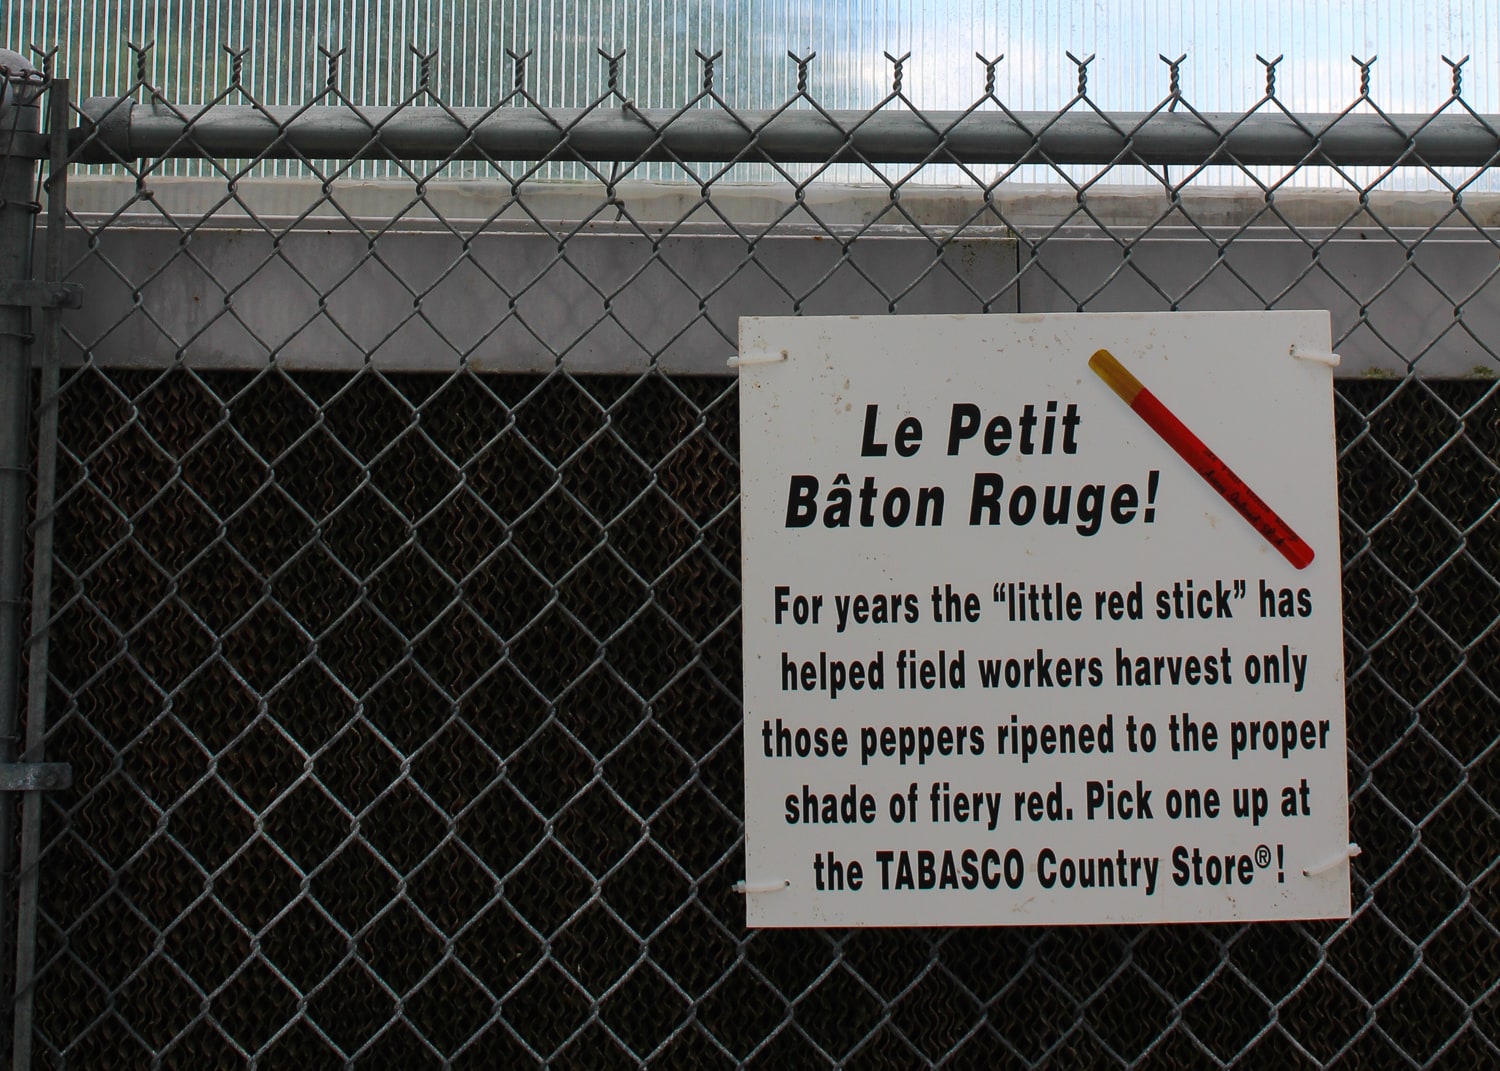 Le Petit
Bâton Rouge!
For years the “little red stick” has
helped field workers harvest only
those peppers ripened to the proper
shade of fiery red. Pick one up at
the TABASCO Country Store®!